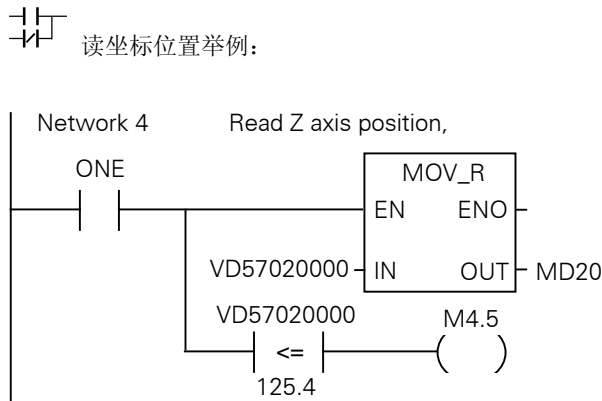 读坐标位置举例：
Network 4 Read Z axis position,
ONE
MOV_R
EN ENO
VD57020000 IN OUT MD20
VD57020000 M4.5
<=
125.4